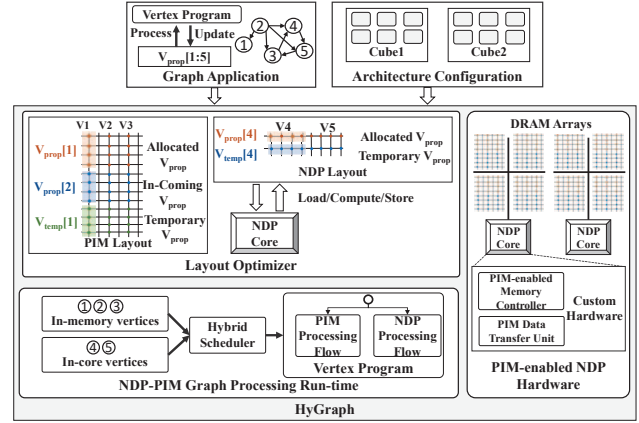 Vertex Program
Process
Update
V_prop[1:5]
1
2
3
4
5
Graph Application
Cube1
Cube2
Architecture Configuration
V1
V2
V3
V_prop[1]
Allocated
V_prop
V_prop[2]
In-Coming
V_prop
V_temp[1]
Temporary
V_prop
PIM Layout
V4
V5
V_prop[4]
Allocated V_prop
V_temp[4]
Temporary V_prop
NDP Layout
Load/Compute/Store
NDP
Core
Layout Optimizer
DRAM Arrays
NDP
Core
NDP
Core
PIM-enabled
Memory
Controller
PIM Data
Transfer Unit
Custom
Hardware
PIM-enabled NDP
Hardware
①②③
In-memory vertices
④⑤
In-core vertices
Hybrid
Scheduler
PIM
Processing
Flow
NDP
Processing
Flow
Vertex Program
NDP-PIM Graph Processing Run-time
HyGraph